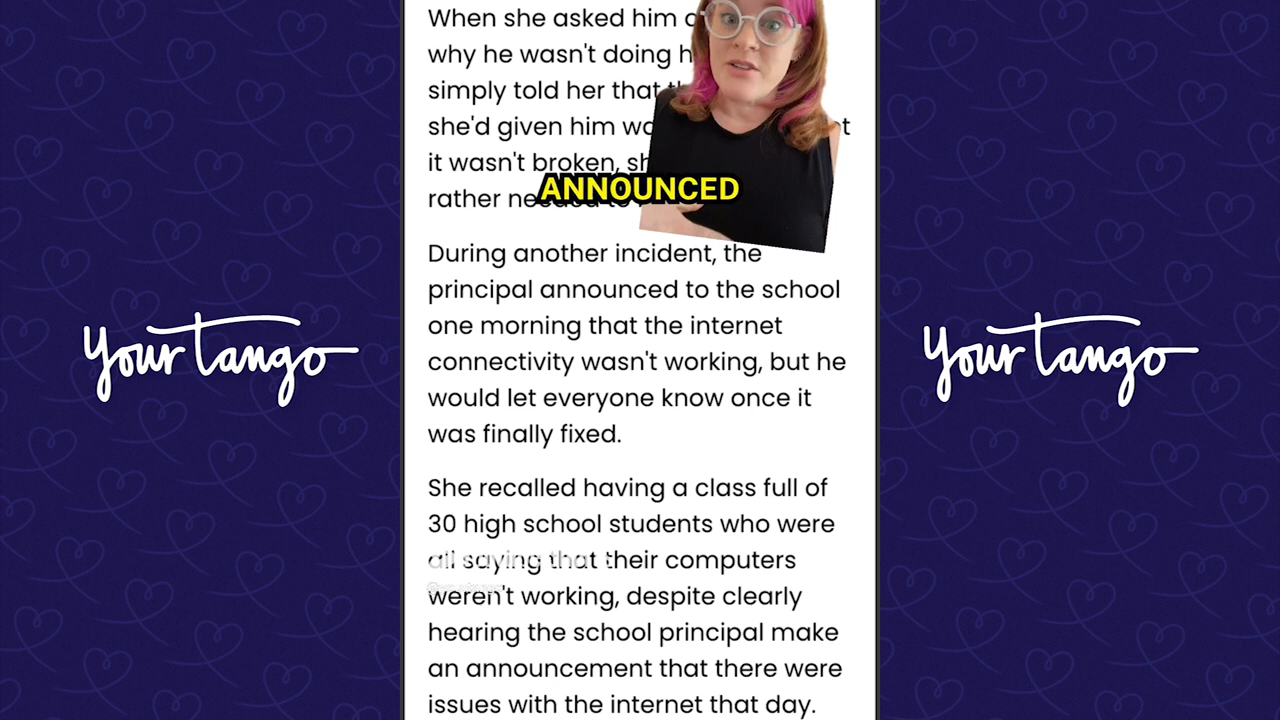 When she asked him
why he wasn't doing
simply told her that
she'd given him
it wasn't broken,
rather needed to
ANNOUNCED
During another incident, the
principal announced to the school
one morning that the internet
connectivity wasn't working, but he
would let everyone know once it
was finally fixed.
She recalled having a class full of
30 high school students who were
all saying that their computers
weren't working, despite clearly
hearing the school principal make
an announcement that there were
issues with the internet that day.
YourTango
YourTango